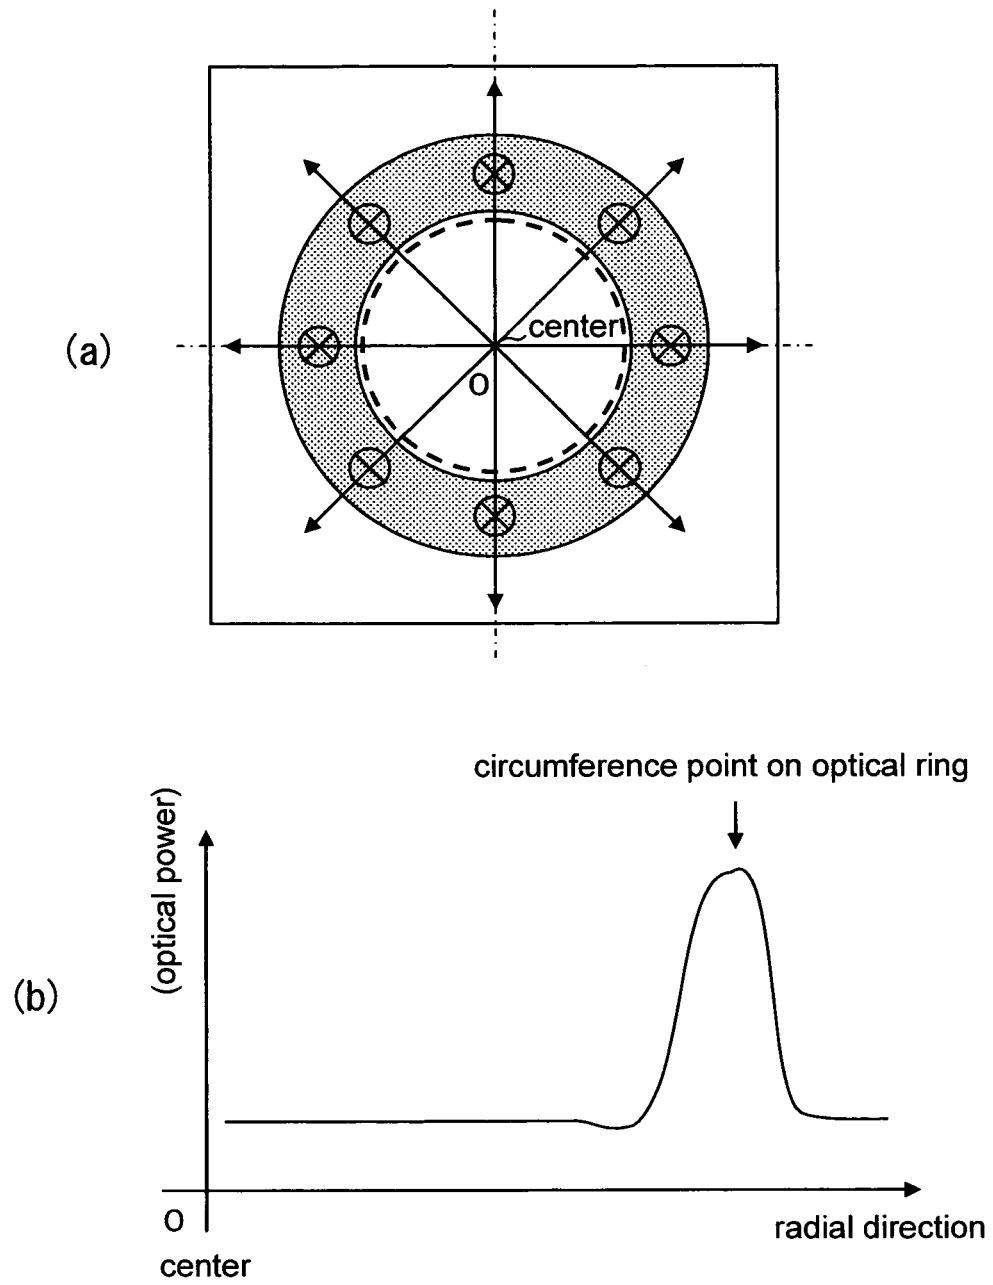 (a)
center
O
circumference point on optical ring
(optical power)
(b)
O
radial direction
center